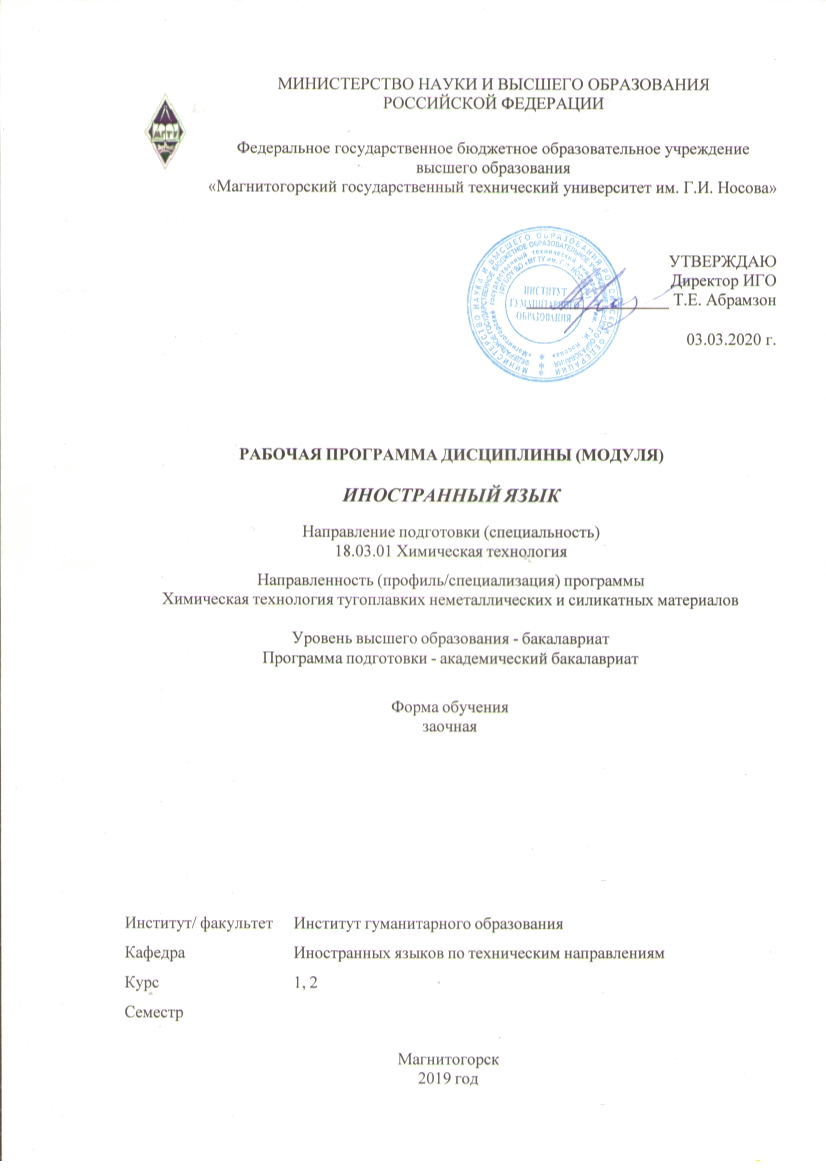 МИНИСТЕРСТВО НАУКИ И ВЫСШЕГО ОБРАЗОВАНИЯ
РОССИЙСКОЙ ФЕДЕРАЦИИ
Федеральное государственное бюджетное образовательное учреждение
высшего образования
«Магнитогорский государственный технический университет им. Г.И. Носова»
УТВЕРЖДАЮ
Директор ИГО
Т.Е. Абрамзон
03.03.2020 г.
ИНСТИТУТ
ГУМАНИТАРНОГО
ОБРАЗОВАНИЯ
РАБОЧАЯ ПРОГРАММА ДИСЦИПЛИНЫ (МОДУЛЯ)
ИНОСТРАННЫЙ ЯЗЫК
Направление подготовки (специальность)
18.03.01 Химическая технология
Направленность (профиль/специализация) программы
Химическая технология тугоплавких неметаллических и силикатных материалов
Уровень высшего образования - бакалавриат
Программа подготовки - академический бакалавриат
Форма обучения
заочная
Институт/ факультет Институт гуманитарного образования
Кафедра Иностранных языков по техническим направлениям
Курс 1, 2
Семестр
Магнитогорск
2019 год